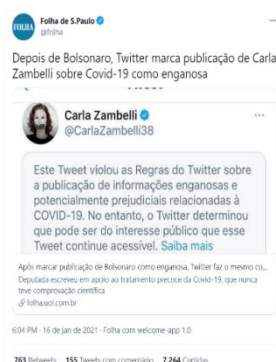 FOLHA
Folha de S.Paulo
@folha
Depois de Bolsonaro, Twitter marca publicação de Carla
Zambelli sobre Covid-19 como enganosa
Carla Zambelli
@CarlaZambelli38
Este Tweet violou as Regras do Twitter sobre
a publicação de informações enganosas e
potencialmente prejudiciais relacionadas à
COVID-19. No entanto, o Twitter determinou
que pode ser do interesse público que esse
Tweet continue acessível. Saiba mais
Após marcar publicação de Bolsonaro como enganosa, Twitter faz o mesmo co...
Deputada escreveu em apoio ao tratamento precoce da Covid-19, que nunca
teve comprovação científica
folha.uol.com.br
6:04 PM · 16 de jan de 2021 · Folha com welcome-app 1.0
763 Retweets 155 Tweets com comentário 7.264 Curtidas